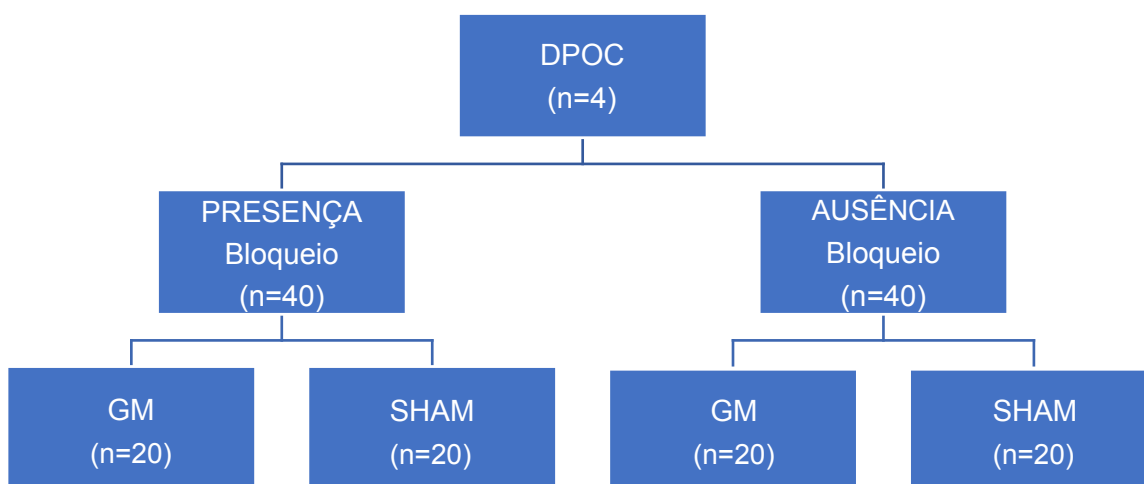 DPOC
(n=4)
PRESENÇA
Bloqueio
(n=40)
AUSÊNCIA
Bloqueio
(n=40)
GM
(n=20)
SHAM
(n=20)
GM
(n=20)
SHAM
(n=20)